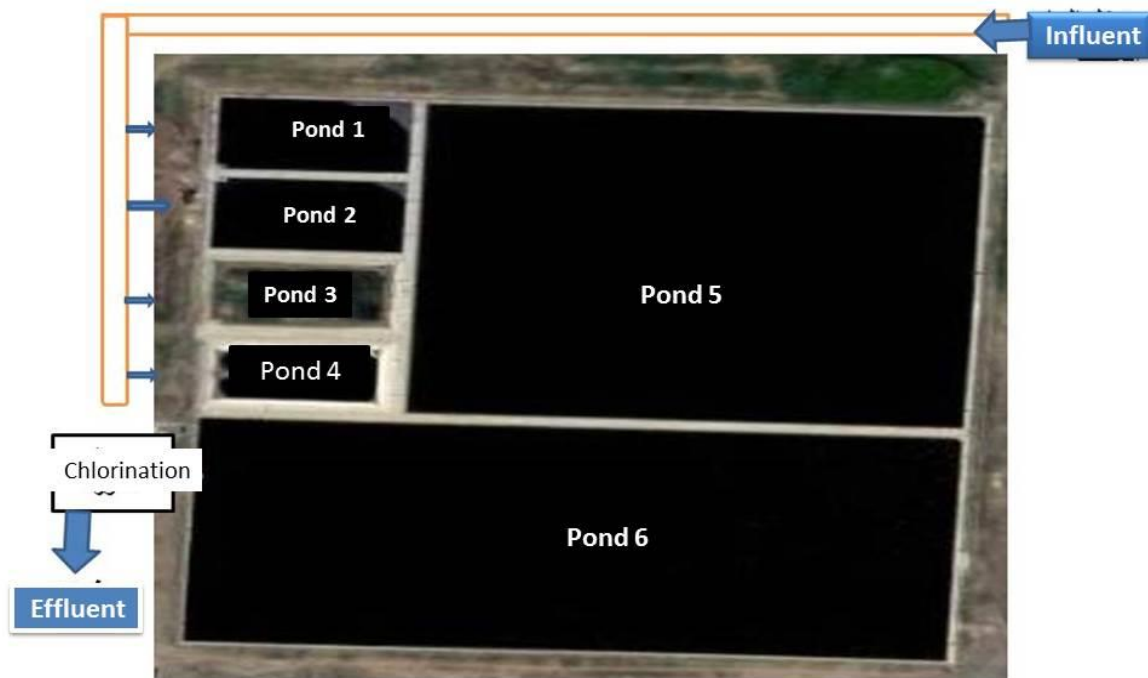 Influent
Pond 1
Pond 2
Pond 3
Pond 5
Pond 4
Chlorination
Pond 6
Effluent